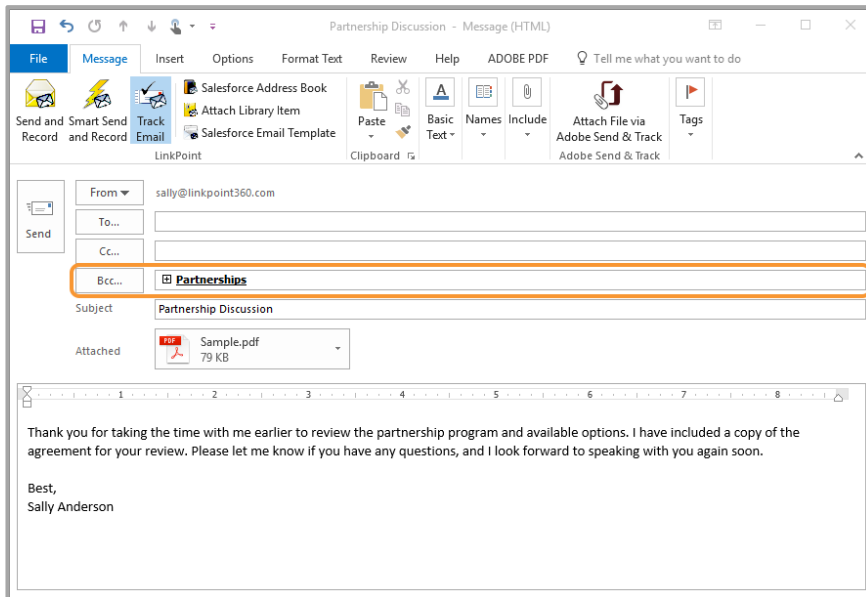 Partnership Discussion - Message (HTML)
File Message Insert Options Format Text Review Help ADOBE PDF Tell me what you want to do
Send and Record
Smart Send and Record
Track Email
Salesforce Address Book
Attach Library Item
Salesforce Email Template
LinkPoint
Paste
Clipboard
Basic Text
Names
Include
Attach File via
Adobe Send & Track
Adobe Send & Track
Tags
Send
From sally@linkpoint360.com
To...
Cc...
Bcc... Partnerships
Subject Partnership Discussion
Attached PDF Sample.pdf
79 KB
1 2 3 4 5 6 7 8
Thank you for taking the time with me earlier to review the partnership program and available options. I have included a copy of the
agreement for your review. Please let me know if you have any questions, and I look forward to speaking with you again soon.
Best,
Sally Anderson